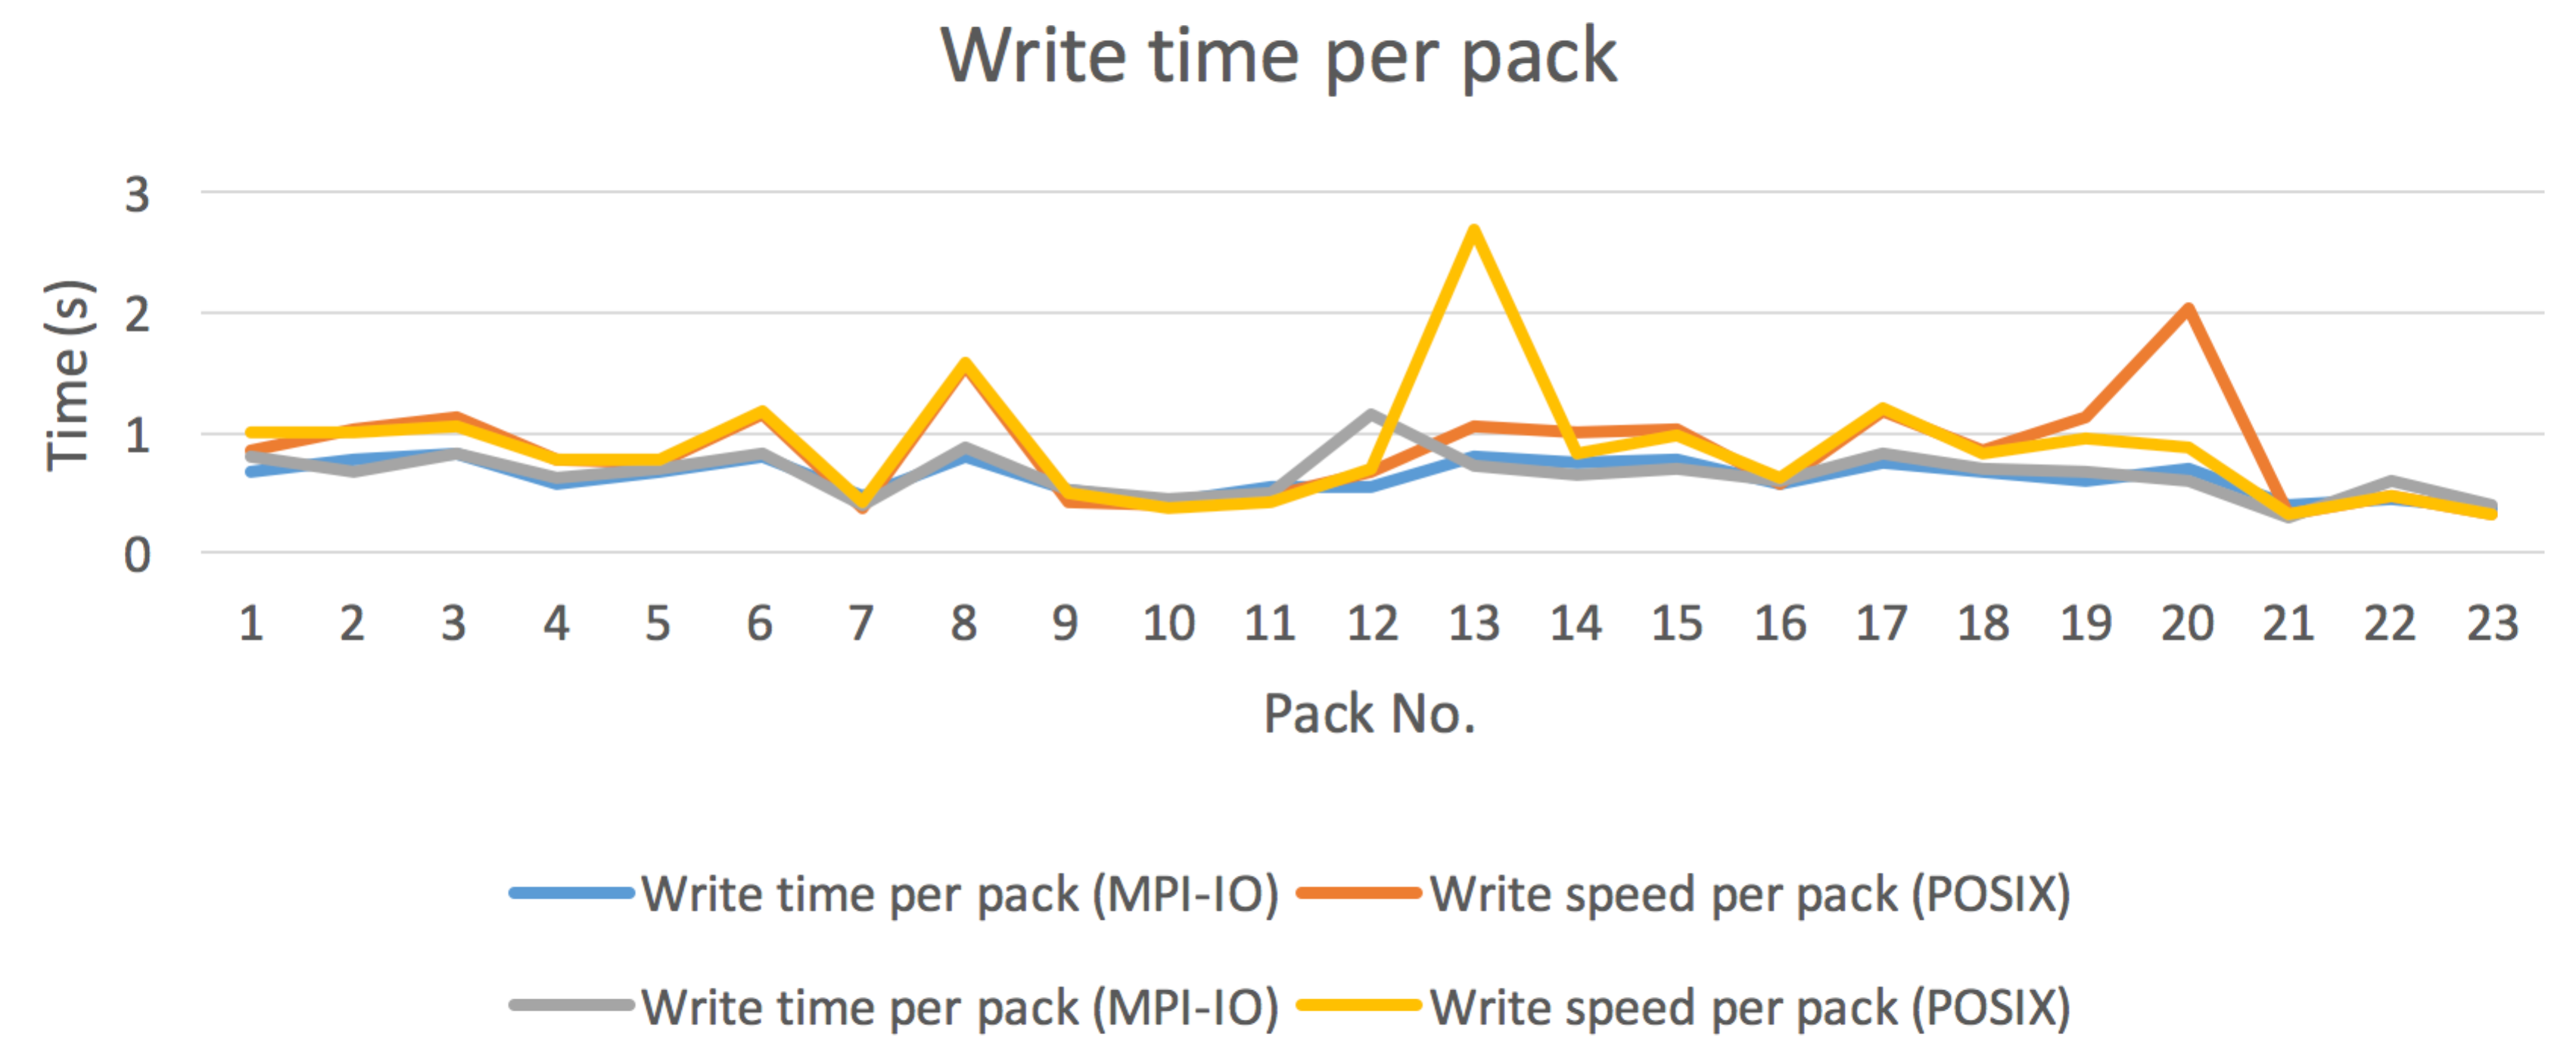 Write time per pack
3
2
1
0
Time (s)
1 2 3 4 5 6 7 8 9 10 11 12 13 14 15 16 17 18 19 20 21 22 23
Pack No.
Write time per pack (MPI-IO) Write speed per pack (POSIX)
Write time per pack (MPI-IO) Write speed per pack (POSIX)